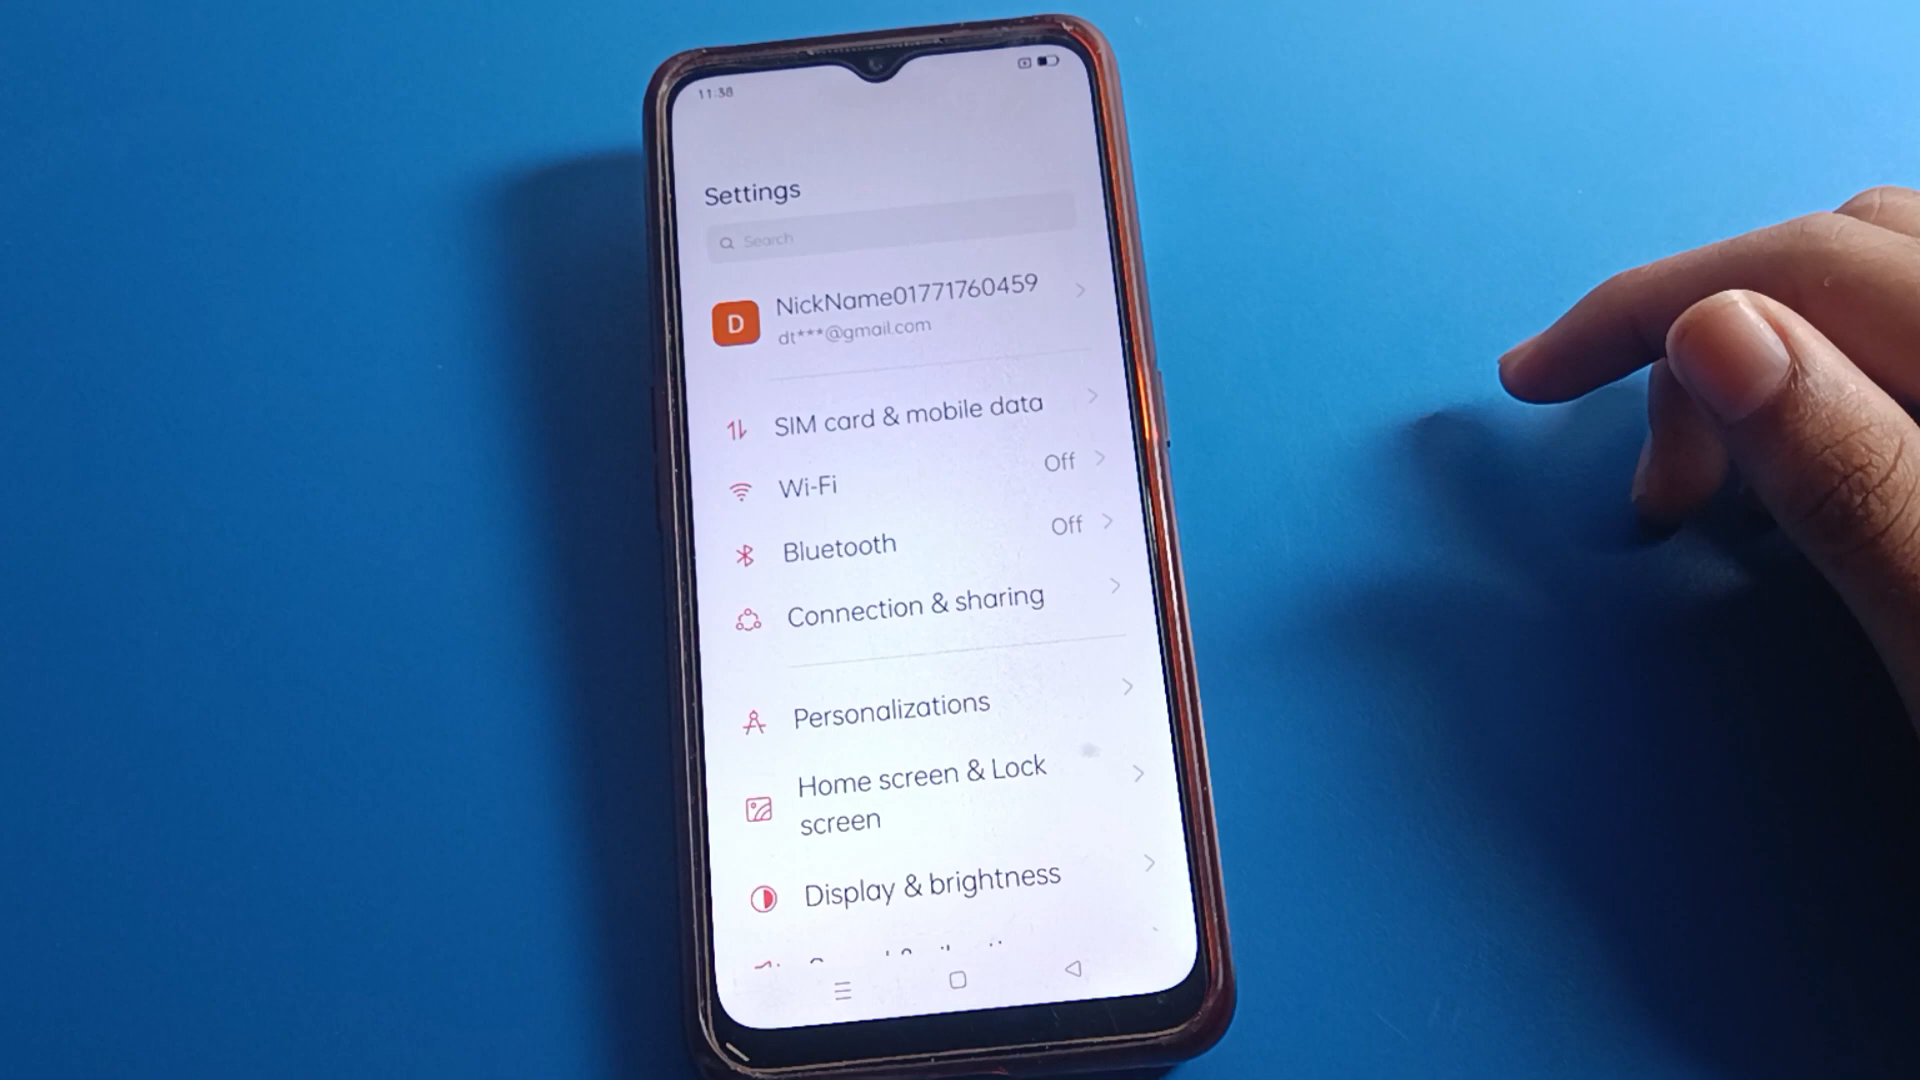 11:38
Settings
Search
D
NickName01771760459
dt***@gmail.com
SIM card & mobile data
Wi-Fi
Off
Bluetooth
Off
Connection & sharing
Personalizations
Home screen & Lock
screen
Display & brightness